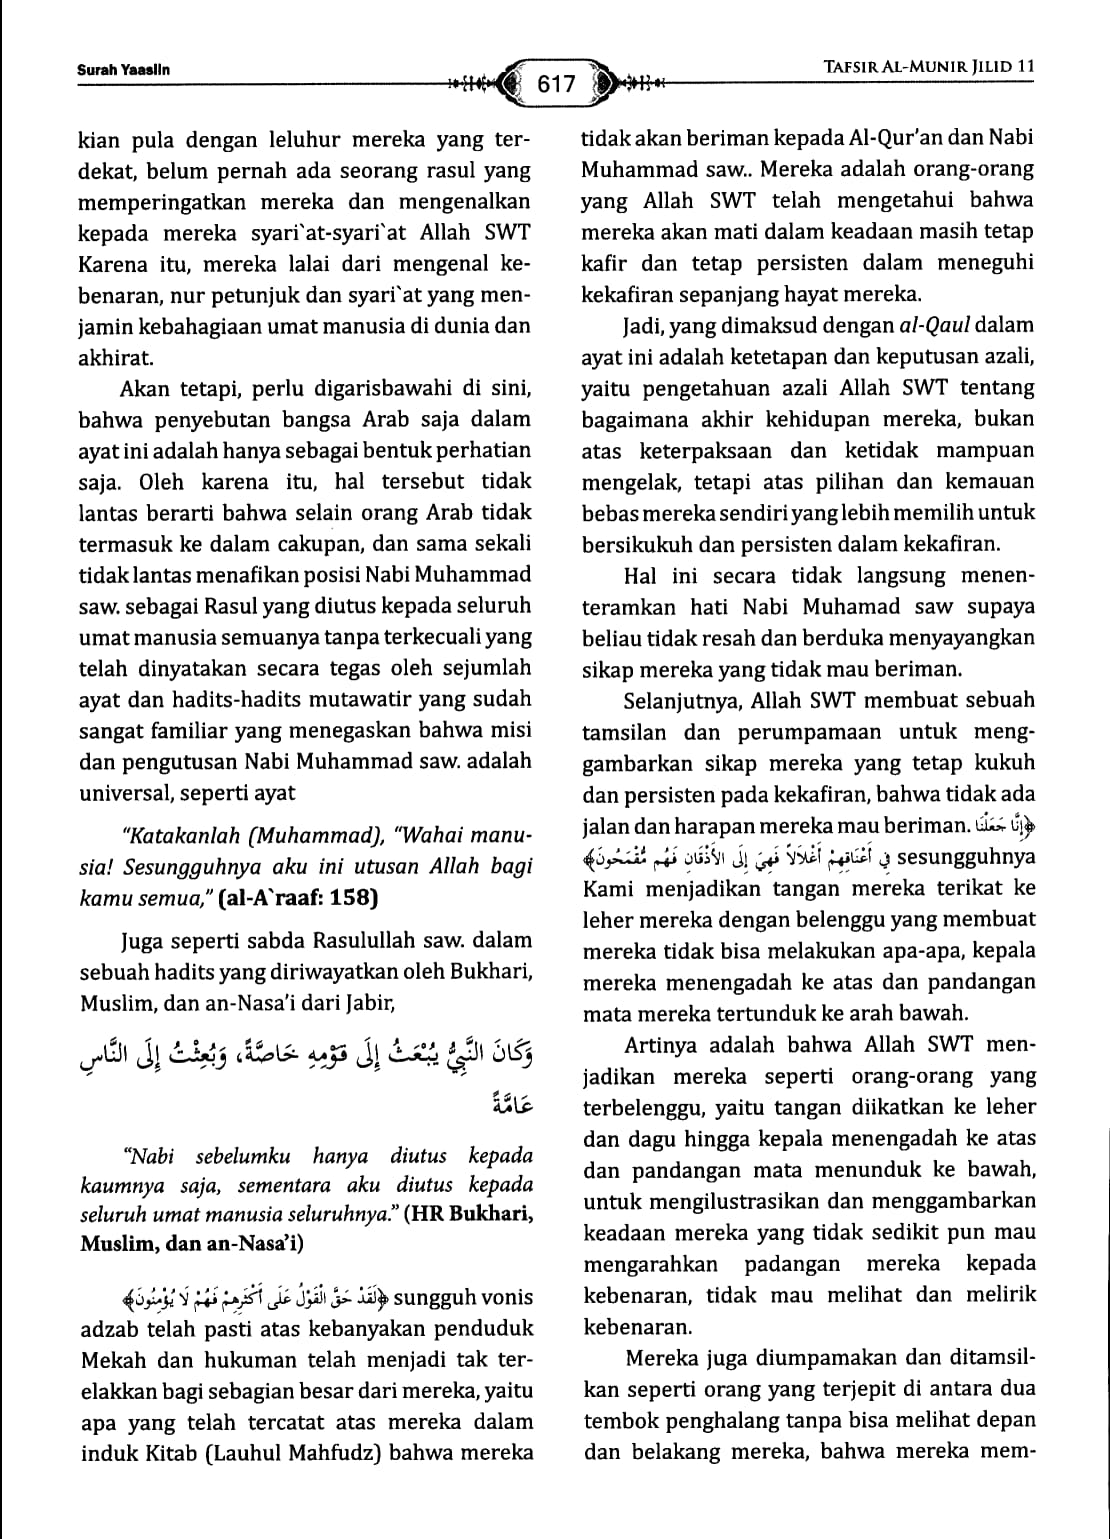 Surah Yaasiin
617
TAFSIR AL-MUNIR JILID 11
kian pula dengan leluhur mereka yang ter-
dekat, belum pernah ada seorang rasul yang
memperingatkan mereka dan mengenalkan
kepada mereka syari`at-syari`at Allah SWT
Karena itu, mereka lalai dari mengenal ke-
benaran, nur petunjuk dan syari`at yang men-
jamin kebahagiaan umat manusia di dunia dan
akhirat.
Akan tetapi, perlu digarisbawahi di sini,
bahwa penyebutan bangsa Arab saja dalam
ayat ini adalah hanya sebagai bentuk perhatian
saja. Oleh karena itu, hal tersebut tidak
lantas berarti bahwa selain orang Arab tidak
termasuk ke dalam cakupan, dan sama sekali
tidak lantas menafikan posisi Nabi Muhammad
saw. sebagai Rasul yang diutus kepada seluruh
umat manusia semuanya tanpa terkecuali yang
telah dinyatakan secara tegas oleh sejumlah
ayat dan hadits-hadits mutawatir yang sudah
sangat familiar yang menegaskan bahwa misi
dan pengutusan Nabi Muhammad saw. adalah
universal, seperti ayat
“Katakanlah (Muhammad), “Wahai manu-
sia! Sesungguhnya aku ini utusan Allah bagi
kamu semua,” (al-A`raaf: 158)
Juga seperti sabda Rasulullah saw. dalam
sebuah hadits yang diriwayatkan oleh Bukhari,
Muslim, dan an-Nasa’i dari Jabir,
وَكَانَ النَّبِيُّ يُبْعَثُ إِلَى قَوْمِهِ خَاصَّةً، وَبُعِثْتُ إِلَى النَّاسِ
عَامَّةً
“Nabi sebelumku hanya diutus kepada
kaumnya saja, sementara aku diutus kepada
seluruh umat manusia seluruhnya.” (HR Bukhari,
Muslim, dan an-Nasa’i)
﴿لَقَدْ حَقَّ الْقَوْلُ عَلَى أَكْثَرِهِمْ فَهُمْ لَا يُؤْمِنُونَ﴾ sungguh vonis
adzab telah pasti atas kebanyakan penduduk
Mekah dan hukuman telah menjadi tak ter-
elakkan bagi sebagian besar dari mereka, yaitu
apa yang telah tercatat atas mereka dalam
induk Kitab (Lauhul Mahfudz) bahwa mereka
tidak akan beriman kepada Al-Qur’an dan Nabi
Muhammad saw.. Mereka adalah orang-orang
yang Allah SWT telah mengetahui bahwa
mereka akan mati dalam keadaan masih tetap
kafir dan tetap persisten dalam meneguhi
kekafiran sepanjang hayat mereka.
Jadi, yang dimaksud dengan al-Qaul dalam
ayat ini adalah ketetapan dan keputusan azali,
yaitu pengetahuan azali Allah SWT tentang
bagaimana akhir kehidupan mereka, bukan
atas keterpaksaan dan ketidak mampuan
mengelak, tetapi atas pilihan dan kemauan
bebas mereka sendiri yang lebih memilih untuk
bersikukuh dan persisten dalam kekafiran.
Hal ini secara tidak langsung menen-
teramkan hati Nabi Muhamad saw supaya
beliau tidak resah dan berduka menyayangkan
sikap mereka yang tidak mau beriman.
Selanjutnya, Allah SWT membuat sebuah
tamsilan dan perumpamaan untuk meng-
gambarkan sikap mereka yang tetap kukuh
dan persisten pada kekafiran, bahwa tidak ada
jalan dan harapan mereka mau beriman. ﴿إِنَّا جَعَلْنَا
فِي أَعْنَاقِهِمْ أَغْلَالاً فَهِيَ إِلَى الأَذْقَانِ فَهُم مُّقْمَحُونَ﴾ sesungguhnya
Kami menjadikan tangan mereka terikat ke
leher mereka dengan belenggu yang membuat
mereka tidak bisa melakukan apa-apa, kepala
mereka menengadah ke atas dan pandangan
mata mereka tertunduk ke arah bawah.
Artinya adalah bahwa Allah SWT men-
jadikan mereka seperti orang-orang yang
terbelenggu, yaitu tangan diikatkan ke leher
dan dagu hingga kepala menengadah ke atas
dan pandangan mata menunduk ke bawah,
untuk mengilustrasikan dan menggambarkan
keadaan mereka yang tidak sedikit pun mau
mengarahkan padangan mereka kepada
kebenaran, tidak mau melihat dan melirik
kebenaran.
Mereka juga diumpamakan dan ditamsil-
kan seperti orang yang terjepit di antara dua
tembok penghalang tanpa bisa melihat depan
dan belakang mereka, bahwa mereka mem-